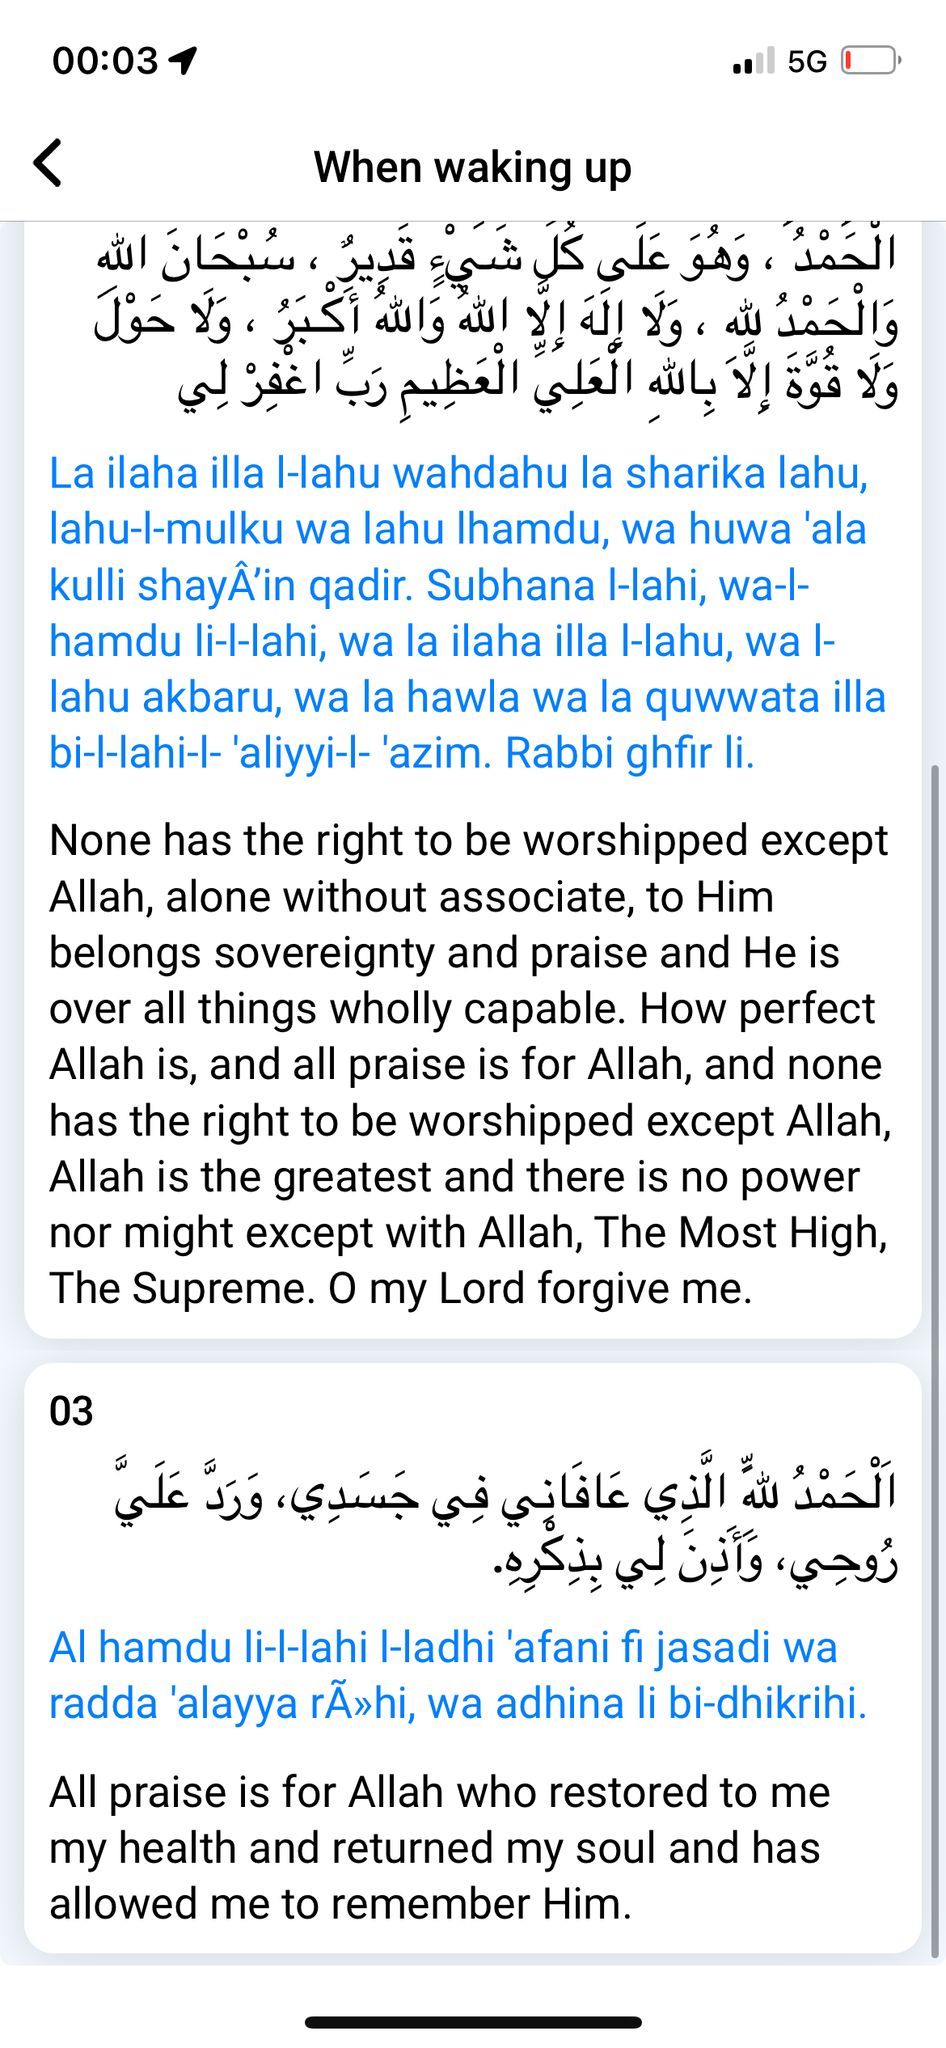 00:03
5G
When waking up
الْحَمْدُ ، وَهُوَ عَلَى كُلِّ شَيْءٍ قَدِيرٌ ، سُبْحَانَ اللهِ
وَالْحَمْدُ لِلهِ ، وَلَا إِلَهَ إِلَّا اللهُ وَاللهُ أَكْبَرُ ، وَلَا حَوْلَ
وَلَا قُوَّةَ إِلَّاَ بِاللهِ الْعَلِيِّ الْعَظِيمِ رَبِّ اغْفِرْ لِي
La ilaha illa l-lahu wahdahu la sharika lahu,
lahu-l-mulku wa lahu lhamdu, wa huwa 'ala
kulli shayÂ’in qadir. Subhana l-lahi, wa-l-
hamdu li-l-lahi, wa la ilaha illa l-lahu, wa l-
lahu akbaru, wa la hawla wa la quwwata illa
bi-l-lahi-l- 'aliyyi-l- 'azim. Rabbi ghfir li.
None has the right to be worshipped except
Allah, alone without associate, to Him
belongs sovereignty and praise and He is
over all things wholly capable. How perfect
Allah is, and all praise is for Allah, and none
has the right to be worshipped except Allah,
Allah is the greatest and there is no power
nor might except with Allah, The Most High,
The Supreme. O my Lord forgive me.
03
اَلْحَمْدُ لِلهِ الَّذِي عَافَانِي فِي جَسَدِي، وَرَدَّ عَلَيَّ
رُوحِي، وَأَذِنَ لِي بِذِكْرِهِ.
Al hamdu li-l-lahi l-ladhi 'afani fi jasadi wa
radda 'alayya rÃ»hi, wa adhina li bi-dhikrihi.
All praise is for Allah who restored to me
my health and returned my soul and has
allowed me to remember Him.